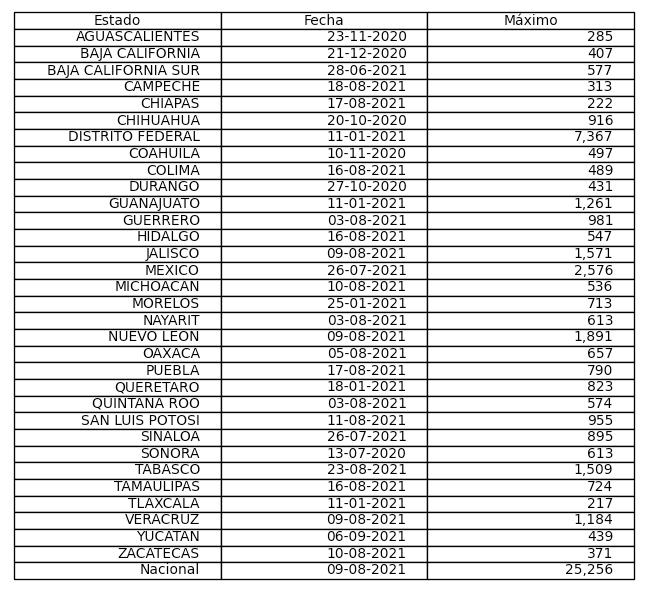 Estado Fecha Máximo
AGUASCALIENTES 23-11-2020 285
BAJA CALIFORNIA 21-12-2020 407
BAJA CALIFORNIA SUR 28-06-2021 577
CAMPECHE 18-08-2021 313
CHIAPAS 17-08-2021 222
CHIHUAHUA 20-10-2020 916
DISTRITO FEDERAL 11-01-2021 7,367
COAHUILA 10-11-2020 497
COLIMA 16-08-2021 489
DURANGO 27-10-2020 431
GUANAJUATO 11-01-2021 1,261
GUERRERO 03-08-2021 981
HIDALGO 16-08-2021 547
JALISCO 09-08-2021 1,571
MEXICO 26-07-2021 2,576
MICHOACAN 10-08-2021 536
MORELOS 25-01-2021 713
NAYARIT 03-08-2021 613
NUEVO LEON 09-08-2021 1,891
OAXACA 05-08-2021 657
PUEBLA 17-08-2021 790
QUERETARO 18-01-2021 823
QUINTANA ROO 03-08-2021 574
SAN LUIS POTOSI 11-08-2021 955
SINALOA 26-07-2021 895
SONORA 13-07-2020 613
TABASCO 23-08-2021 1,509
TAMAULIPAS 16-08-2021 724
TLAXCALA 11-01-2021 217
VERACRUZ 09-08-2021 1,184
YUCATAN 06-09-2021 439
ZACATECAS 10-08-2021 371
Nacional 09-08-2021 25,256